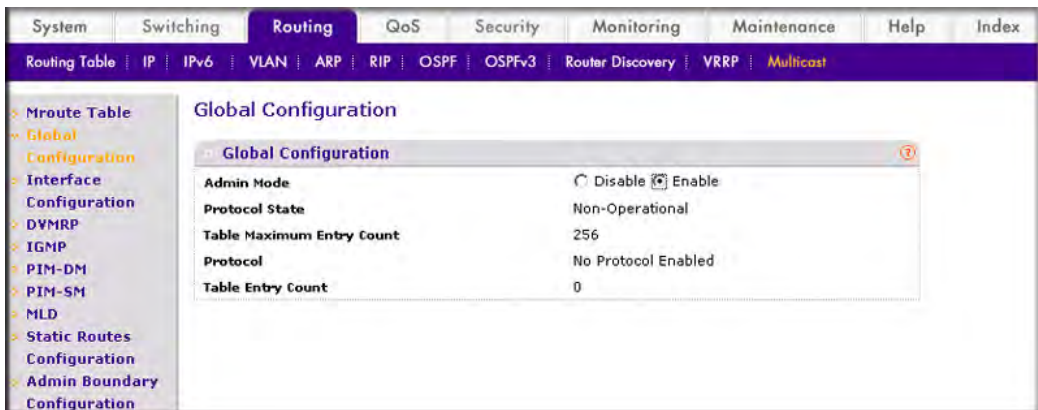 System Switching Routing QoS Security Monitoring Maintenance Help Index
Routing Table IP IPv6 VLAN ARP RIP OSPF OSPFv3 Router Discovery VRRP Multicast
Mroute Table
Global
Configuration
Interface
Configuration
DVMRP
IGMP
PIM-DM
PIM-SM
MLD
Static Routes
Configuration
Admin Boundary
Configuration
Global Configuration
Global Configuration ?
Admin Mode Disable Enable
Protocol State Non-Operational
Table Maximum Entry Count 256
Protocol No Protocol Enabled
Table Entry Count 0